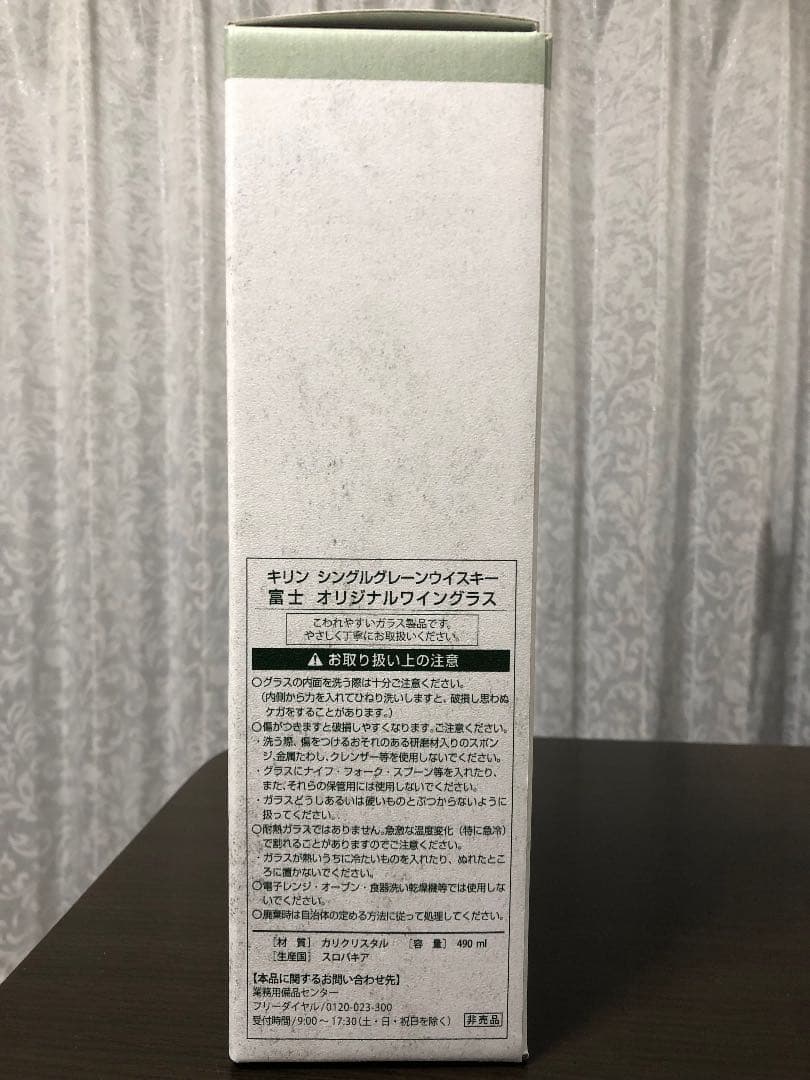 キリン シングルグレーンウイスキー
富士 オリジナルワイングラス
こわれやすいガラス製品です。
やさしく丁寧にお取扱いください。
⚠お取り扱い上の注意
○グラスの内面を洗う際は十分ご注意ください。
(内側から力を入れてひねり洗いしますと、破損し思わぬ
ケガをすることがあります。)
○傷がつきますと破損しやすくなります。ご注意ください。
・洗う際、傷をつけるおそれのある研磨材入りのスポン
ジ、金属たわし、クレンザー等を使用しないでください。
・グラスにナイフ・フォーク・スプーン等を入れたり、
また、それらの保管用には使用しないでください。
・ガラスどうしあるいは硬いものとぶつからないように
扱ってください。
○耐熱ガラスではありません。急激な温度変化(特に急冷)
で割れることがありますのでご注意ください。
・ガラスが熱いうちに冷たいものを入れたり、ぬれたとこ
ろに置かないでください。
○電子レンジ・オーブン・食器洗い乾燥機等では使用しな
いでください。
○廃棄時は自治体の定める方法に従って処理してください。
[材 質] カリクリスタル [容 量] 490 ml
[生産国] スロバキア
【本品に関するお問い合わせ先】
業務用備品センター
フリーダイヤル/0120-023-300
受付時間/9:00～17:30(土・日・祝日を除く) 非売品